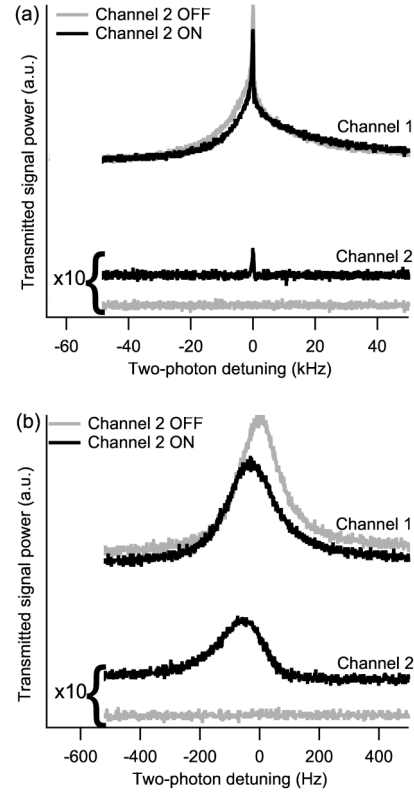 (a)
Channel 2 OFF
Channel 2 ON
Channel 1
Channel 2
x10
Transmitted signal power (a.u.)
-60 -40 -20 0 20 40
Two-photon detuning (kHz)
(b)
Channel 2 OFF
Channel 2 ON
Channel 1
Channel 2
x10
Transmitted signal power (a.u.)
-600 -400 -200 0 200 400
Two-photon detuning (Hz)